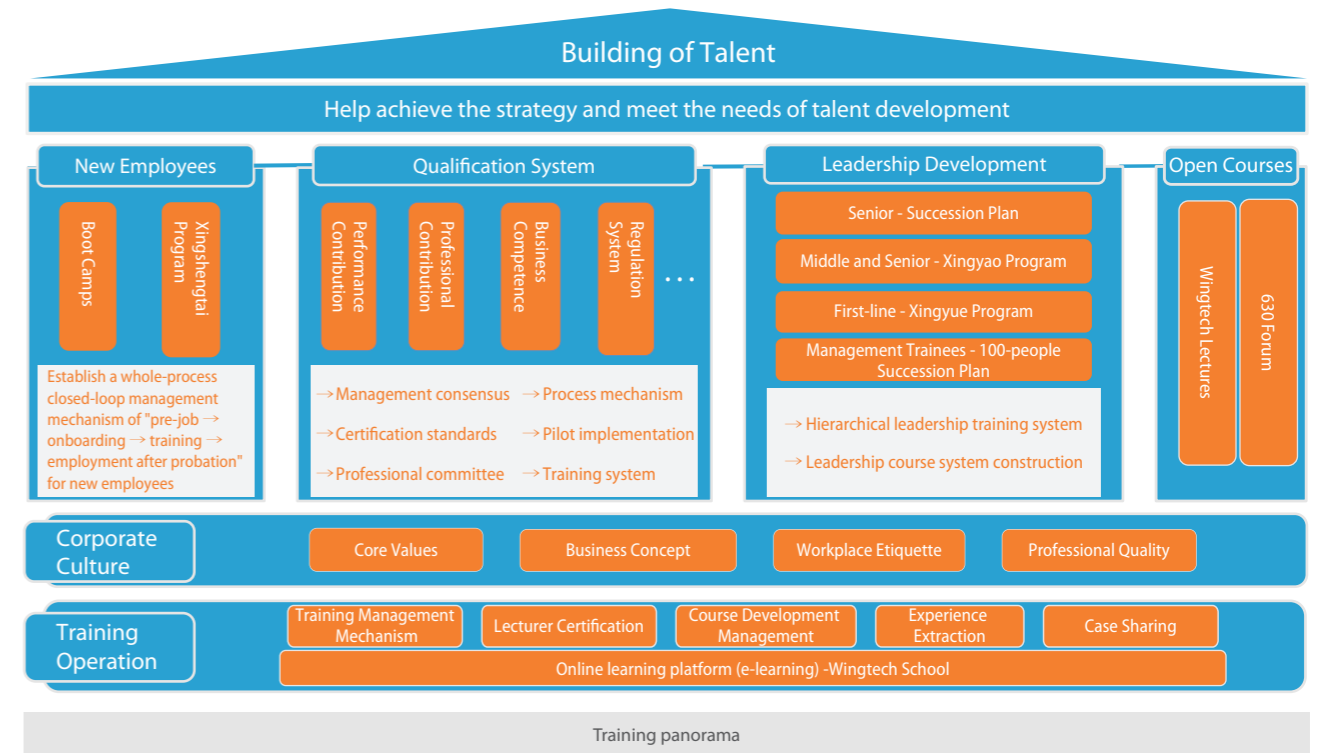 Building of Talent
Help achieve the strategy and meet the needs of talent development
New Employees
Boot Camps
Xingshengtai
Program
Establish a whole-process
closed-loop management
mechanism of "pre-job →
onboarding → training →
employment after probation"
for new employees
Qualification System
Performance
Contribution
Professional
Contribution
Business
Competence
Regulation
System
...
→Management consensus
→Process mechanism
→Certification standards
→Pilot implementation
→Professional committee
→Training system
Leadership Development
Senior - Succession Plan
Middle and Senior - Xingyao Program
First-line - Xingyue Program
Management Trainees - 100-people
Succession Plan
→ Hierarchical leadership training system
→ Leadership course system construction
Open Courses
Wingtech Lectures
630 Forum
Corporate
Culture
Core Values
Business Concept
Workplace Etiquette
Professional Quality
Training
Operation
Training Management
Mechanism
Lecturer Certification
Course Development
Management
Experience
Extraction
Case Sharing
Online learning platform (e-learning) -Wingtech School
Training panorama